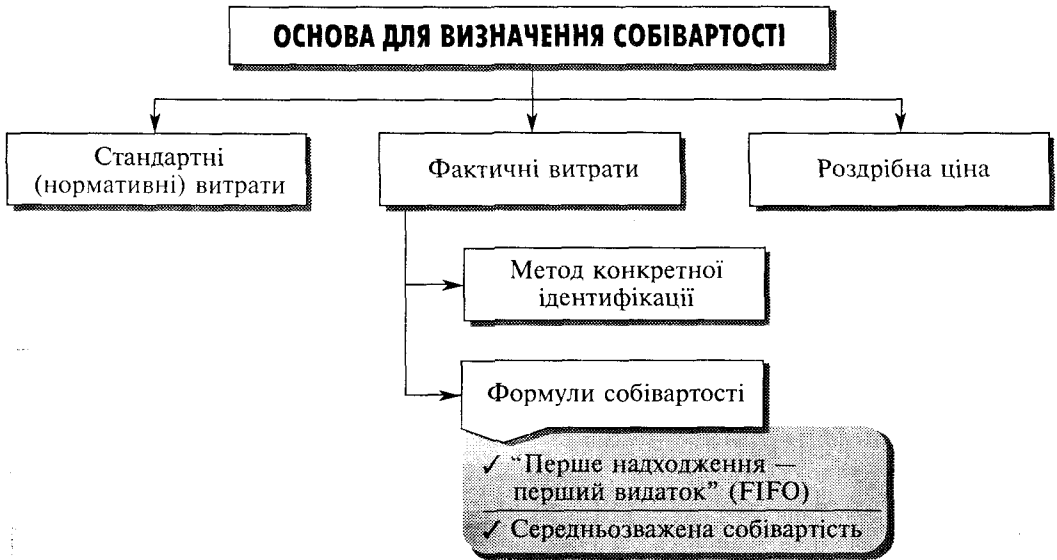 ОСНОВА ДЛЯ ВИЗНАЧЕННЯ СОБІВАРТОСТІ
Стандартні
(нормативні) витрати
Фактичні витрати
Роздрібна ціна
Метод конкретної
ідентифікації
Формули собівартості
✓ “Перше надходження —
перший видаток” (FIFO)
✓ Середньозважена собівартість